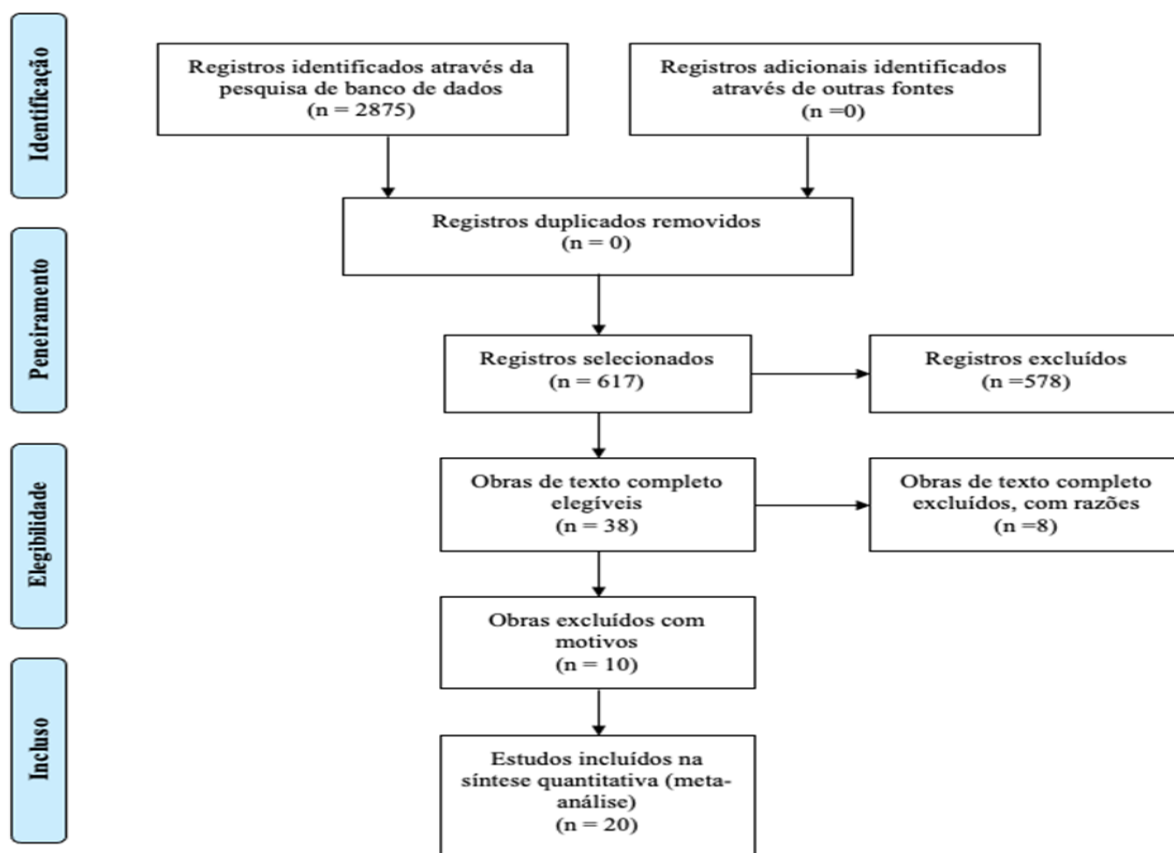 Identificação
Registros identificados através da
pesquisa de banco de dados
(n = 2875)
Registros adicionais identificados
através de outras fontes
(n =0)
Registros duplicados removidos
(n = 0)
Peneiramento
Registros selecionados
(n = 617)
Registros excluídos
(n =578)
Elegibilidade
Obras de texto completo
elegíveis
(n = 38)
Obras de texto completo
excluídos, com razões
(n =8)
Obras excluídos com
motivos
(n = 10)
Incluso
Estudos incluídos na
síntese quantitativa (meta-
análise)
(n = 20)